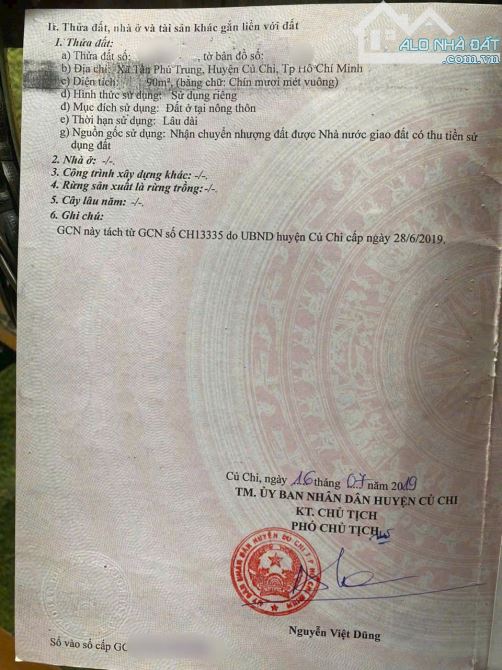 ALO NHÀ ĐẤT
II. Thửa đất, nhà ở và tài sản khác gắn liền với đất
1. Thửa đất:
a) Thửa đất số: , tờ bản đồ số:
b) Địa chỉ: Xã Tân Phú Trung, Huyện Củ Chi, Tp Hồ Chí Minh
c) Diện tích: 90m², (bằng chữ: Chín mươi mét vuông)
d) Hình thức sử dụng: Sử dụng riêng
đ) Mục đích sử dụng: Đất ở tại nông thôn
e) Thời hạn sử dụng: Lâu dài
g) Nguồn gốc sử dụng: Nhận chuyển nhượng đất được Nhà nước giao đất có thu tiền sử
dụng đất
2. Nhà ở: -/-.
3. Công trình xây dựng khác: -/-.
4. Rừng sản xuất là rừng trồng: -/-.
5. Cây lâu năm: -/-.
6. Ghi chú:
GCN này tách từ GCN số CH13335 do UBND huyện Củ Chi cấp ngày 28/6/2019.
Củ Chi, ngày 16 tháng 07 năm 2019
TM. ỦY BAN NHÂN DÂN HUYỆN CỦ CHI
KT. CHỦ TỊCH
PHÓ CHỦ TỊCH
Nguyễn Việt Dũng
Số vào sổ cấp GC